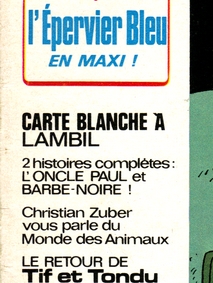 l'Épervier Bleu
EN MAXI !
CARTE BLANCHE À
LAMBIL
2 histoires complètes :
L'ONCLE PAUL et
BARBE-NOIRE !
Christian Zuber
vous parle du
Monde des Animaux
LE RETOUR DE
Tif et Tondu